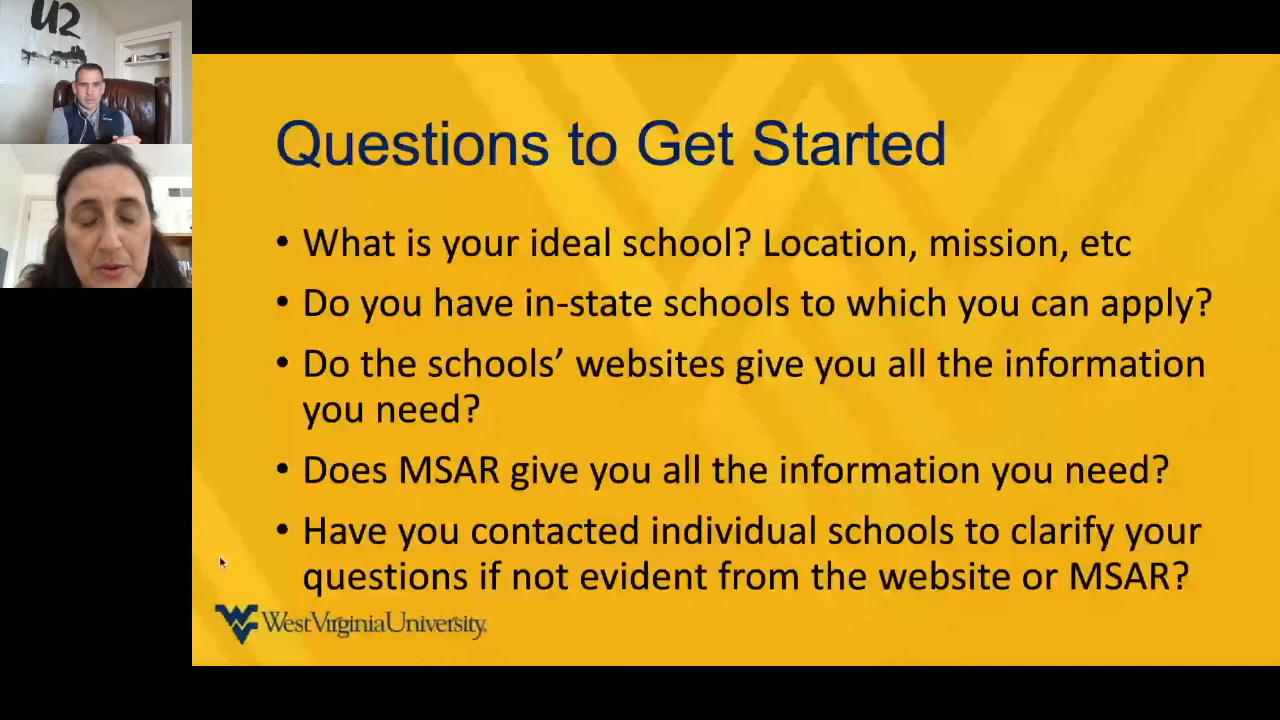 U2
Questions to Get Started
• What is your ideal school? Location, mission, etc
• Do you have in-state schools to which you can apply?
• Do the schools’ websites give you all the information
you need?
• Does MSAR give you all the information you need?
• Have you contacted individual schools to clarify your
questions if not evident from the website or MSAR?
WestVirginiaUniversity.